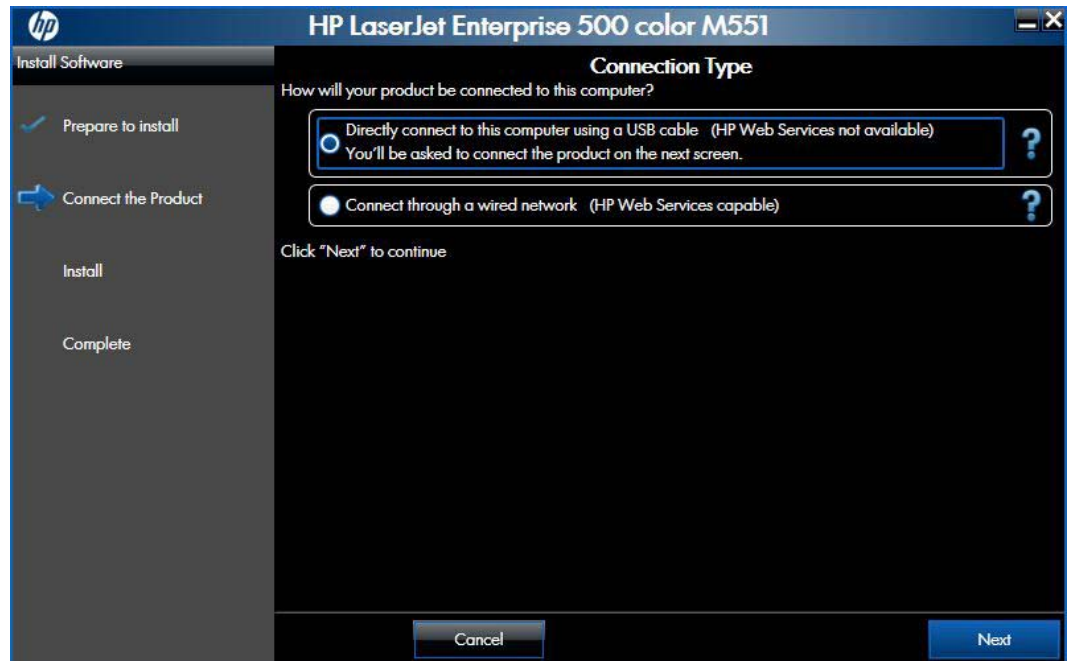 hp
HP LaserJet Enterprise 500 color M551
Install Software
Prepare to install
Connect the Product
Install
Complete
Connection Type
How will your product be connected to this computer?
Directly connect to this computer using a USB cable (HP Web Services not available)
You'll be asked to connect the product on the next screen.
?
Connect through a wired network (HP Web Services capable)
?
Click "Next" to continue
Cancel
Next